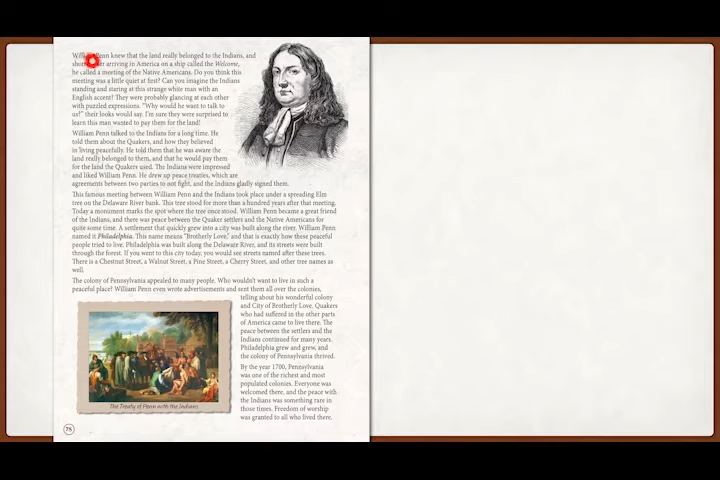 William Penn knew that the land really belonged to the Indians, and
arriving in America on a ship called the Welcome,
he called a meeting of the Native Americans. Do you think this
meeting was a little quiet at first? Can you imagine the Indians
standing and staring at this strange white man with an
English accent? They were probably glancing at each other
with puzzled expressions. "Why would he want to talk to
us?" their looks would say. I'm sure they were surprised to
learn this man wanted to pay them for the land!
William Penn talked to the Indians for a long time. He
told them about the Quakers, and how they believed
in living peacefully. He told them that he was aware the
land really belonged to them, and that he would pay them
for the land the Quakers used. The Indians were impressed
and liked William Penn. He drew up peace treaties, which are
agreements between two parties to not fight, and the Indians gladly signed them.
This famous meeting between William Penn and the Indians took place under a spreading Elm
tree on the Delaware River bank. This tree stood for more than a hundred years after that meeting.
Today a monument marks the spot where the tree once stood. William Penn became a great friend
of the Indians, and there was peace between the Quaker settlers and the Native Americans for
quite some time. A settlement that quickly grew into a city was built along the river. William Penn
named it Philadelphia. This name means "Brotherly Love," and that is exactly how these peaceful
people tried to live. Philadelphia was built along the Delaware River, and its streets were built
through the forest. If you went to this city today, you would see streets named after these trees.
There is a Chestnut Street, a Walnut Street, a Pine Street, a Cherry Street, and other tree names as
well.
The colony of Pennsylvania appealed to many people. Who wouldn't want to live in such a
peaceful place? William Penn even wrote advertisements and sent them all over the colonies,
telling about his wonderful colony
and City of Brotherly Love. Quakers
who had suffered in the other parts
of America came to live there. The
peace between the settlers and the
Indians continued for many years.
Philadelphia grew and grew, and
the colony of Pennsylvania thrived.
By the year 1700, Pennsylvania
was one of the richest and most
populated colonies. Everyone was
welcomed there, and the peace with
the Indians was something rare in
those times. Freedom of worship
was granted to all who lived there.
The Treaty of Penn with the Indians
78